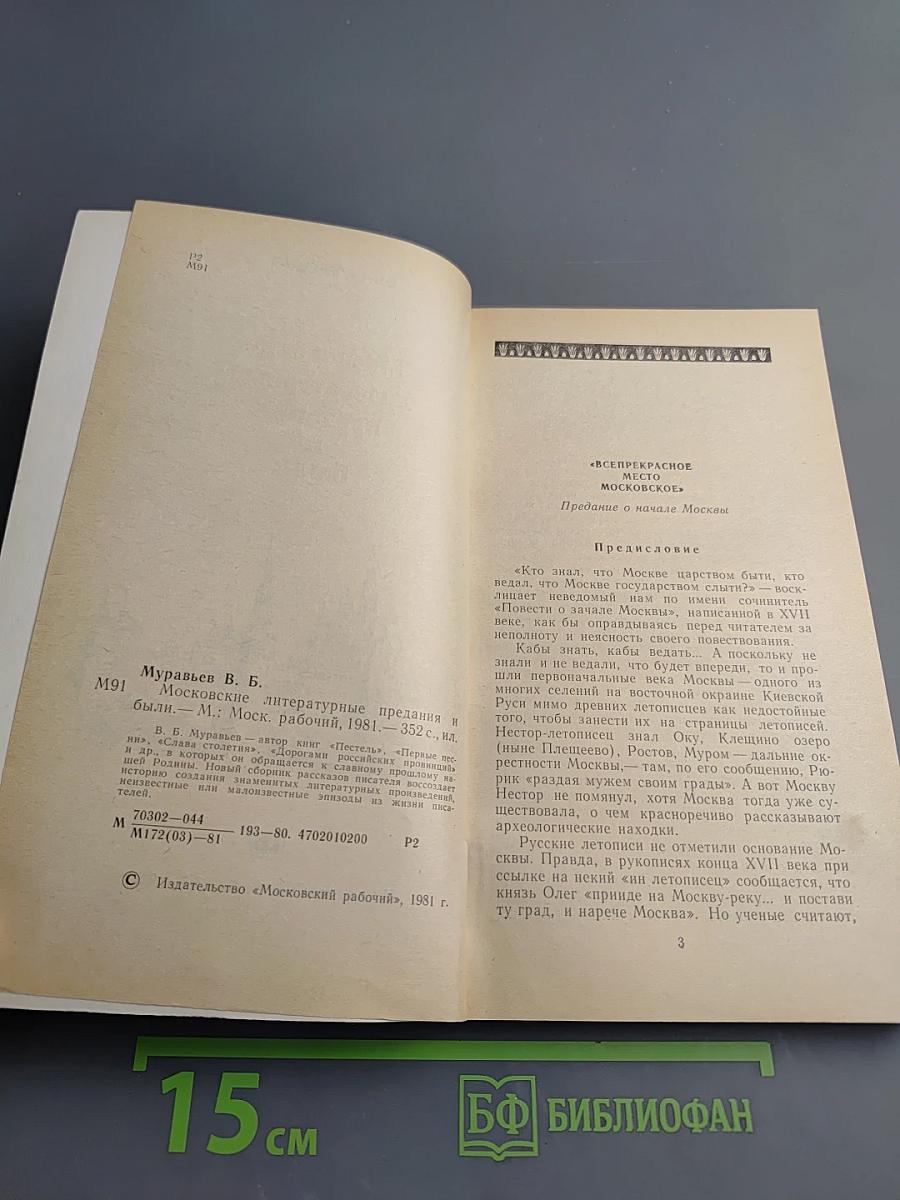 Р2
М91
Муравьев В. Б.
М91 Московские литературные предания и
были.— М.: Моск. рабочий, 1981.— 352 с., ил.
В. Б. Муравьев — автор книг «Пестель», «Первые пес-
ни», «Слава столетия», «Дорогами российских провинций»
и др., в которых он обращается к славному прошлому на-
шей Родины. Новый сборник рассказов писателя воссоздает
историю создания знаменитых литературных произведений,
неизвестные или малоизвестные эпизоды из жизни писа-
телей.
М 70302—044
М172(03)—81
193—80. 4702010200
Р2
© Издательство «Московский рабочий», 1981 г.
«ВСЕПРЕКРАСНОЕ
МЕСТО
МОСКОВСКОЕ»
Предание о начале Москвы
Предисловие
«Кто знал, что Москве царством быти, кто
ведал, что Москве государством слыти?» — воск-
лицает неведомый нам по имени сочинитель
«Повести о зачале Москвы», написанной в XVII
веке, как бы оправдываясь перед читателем за
неполноту и неясность своего повествования.
Кабы знать, кабы ведать... А поскольку не
знали и не ведали, что будет впереди, то и про-
шли первоначальные века Москвы — одного из
многих селений на восточной окраине Киевской
Руси мимо древних летописцев как недостойные
того, чтобы занести их на страницы летописей.
Нестор-летописец знал Оку, Клещино озеро
(ныне Плещеево), Ростов, Муром — дальние ок-
рестности Москвы,— там, по его сообщению, Рю-
рик «раздая мужем своим грады». А вот Москву
Нестор не помянул, хотя Москва тогда уже су-
ществовала, о чем красноречиво рассказывают
археологические находки.
Русские летописи не отметили основание Мо-
сквы. Правда, в рукописях конца XVII века при
ссылке на некий «ин летописец» сообщается, что
князь Олег «прииде на Москву-реку... и постави
ту град, и нарече Москва». Но ученые считают,
3
15 см
БФ БИБЛИОФАН